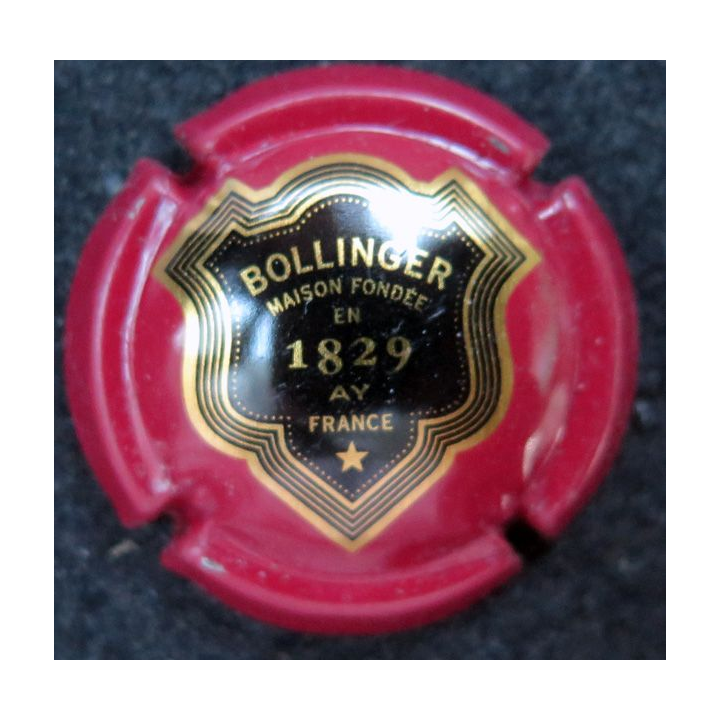 BOLLINGER
MAISON FONDÉE
EN
1829
AY
FRANCE